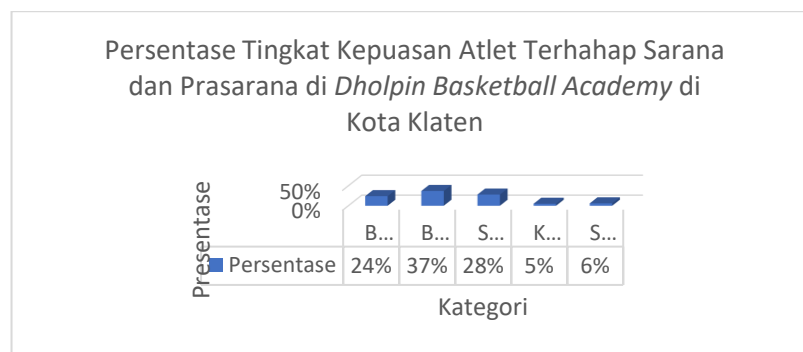 Persentase Tingkat Kepuasan Atlet Terhahap Sarana
dan Prasarana di Dholpin Basketball Academy di
Kota Klaten
Presentase
50%
0%
B... B... S... K... S...
Persentase 24% 37% 28% 5% 6%
Kategori